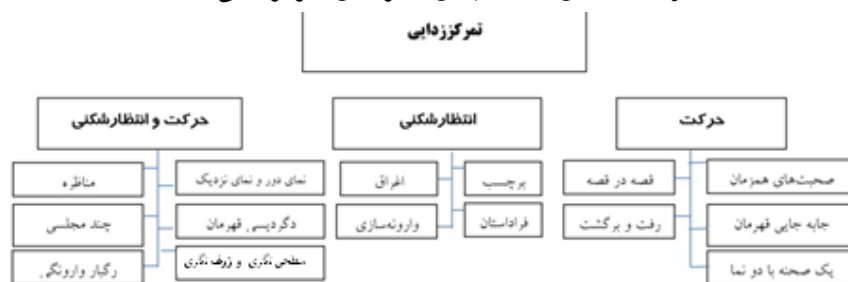 تمرکززدایی
حرکت
انتظارشکنی
حرکت و انتظارشکنی
صحبت‌های همزمان
قصه در قصه
جابه جایی قهرمان
رفت و برگشت
یک صحنه با دو نما
برچسب
اغراق
فراداستان
وارونه‌سازی
نمای دور و نمای نزدیک
مناظره
دگردیسی قهرمان
چند مجلسی
سطحی نگری و ژرف نگری
رگبار وارونگی